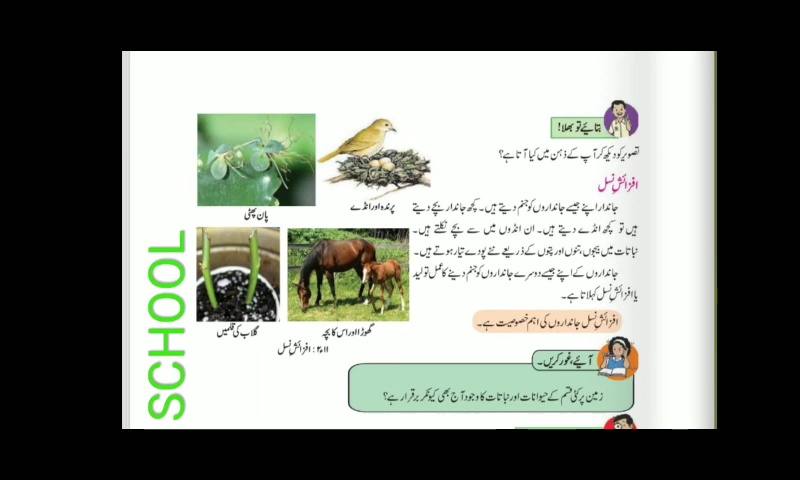 بتائیے تو بھلا!
تصویر کو دیکھ کر آپ کے ذہن میں کیا آتا ہے؟
افزائشِ نسل
جاندار اپنے جیسے جانداروں کو جنم دیتے ہیں۔ کچھ جاندار بچے دیتے
ہیں تو کچھ انڈے دیتے ہیں۔ ان انڈوں میں سے بچے نکلتے ہیں۔
نباتات میں بیجوں، تنوں اور پتوں کے ذریعے نئے پودے تیار ہوتے ہیں۔
جانداروں کے اپنے جیسے دوسرے جانداروں کو جنم دینے کا عمل تولید
یا افزائشِ نسل کہلاتا ہے۔
افزائشِ نسل جانداروں کی اہم خصوصیت ہے۔
پرندہ اور انڈے
پان پھٹی
گھوڑا اور اس کا بچہ
گلاب کی قلمیں
۲ء۱۱ : افزائشِ نسل
آئیے، غور کریں۔
زمین پر کئی قسم کے حیوانات اور نباتات کا وجود آج بھی کیونکر برقرار ہے؟
SCHOOL